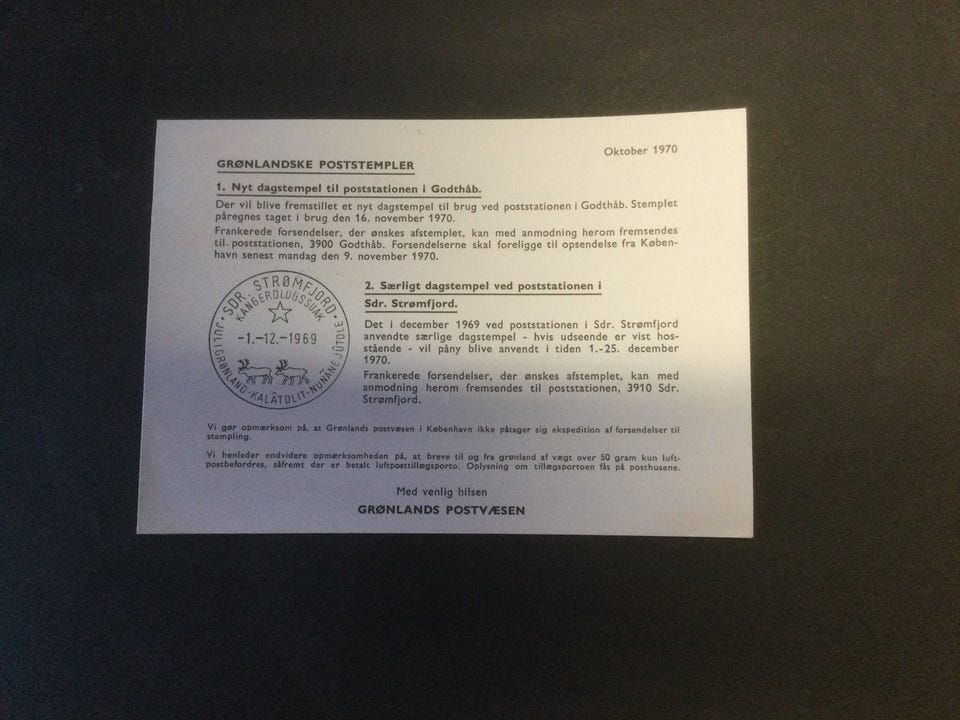 Oktober 1970
GRØNLANDSKE POSTSTEMPLER
1. Nyt dagstempel til poststationen i Godthåb.
Der vil blive fremstillet et nyt dagstempel til brug ved poststationen i Godthåb. Stemplet
påregnes taget i brug den 16. november 1970.
Frankerede forsendelser, der ønskes afstemplet, kan med anmodning herom fremsendes
til poststationen, 3900 Godthåb. Forsendelserne skal foreligge til opsendelse fra Køben-
havn senest mandag den 9. november 1970.
SDR. STRØMFJORD
KANGERDLUGSSUAK
-1.-12.-1969
JUL I GRØNLAND-KALÂTDLIT-NUNÃNE JÛTDLE
2. Særligt dagstempel ved poststationen i
Sdr. Strømfjord.
Det i december 1969 ved poststationen i Sdr. Strømfjord
anvendte særlige dagstempel - hvis udseende er vist hos-
stående - vil påny blive anvendt i tiden 1.-25. december
1970.
Frankerede forsendelser, der ønskes afstemplet, kan med
anmodning herom fremsendes til poststationen, 3910 Sdr.
Strømfjord.
Vi gør opmærksom på, at Grønlands postvæsen i København ikke påtager sig ekspedition af forsendelser til
stempling.
Vi henleder endvidere opmærksomheden på, at breve til og fra grønland af vægt over 50 gram kun luft-
postbefordres, såfremt der er betalt luftposttillægsporto. Oplysning om tillægsportoen fås på posthusene.
Med venlig hilsen
GRØNLANDS POSTVÆSEN